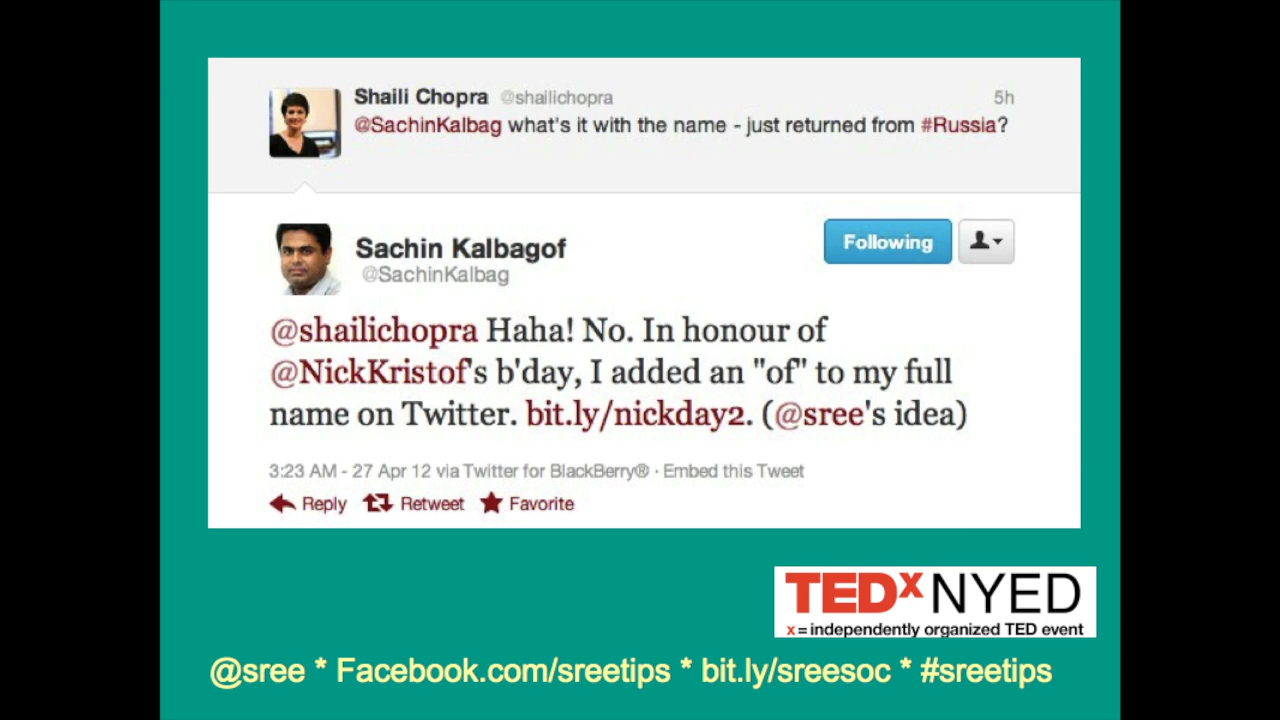 Shaili Chopra @shailichopra 5h
@SachinKalbag what's it with the name - just returned from #Russia?
Sachin Kalbagof
@SachinKalbag
Following
@shailichopra Haha! No. In honour of
@NickKristof's b'day, I added an "of" to my full
name on Twitter. bit.ly/nickday2. (@sree's idea)
3:23 AM - 27 Apr 12 via Twitter for BlackBerry® · Embed this Tweet
Reply Retweet Favorite
TEDxNYED
x = independently organized TED event
@sree * Facebook.com/sreetips * bit.ly/sreesoc * #sreetips